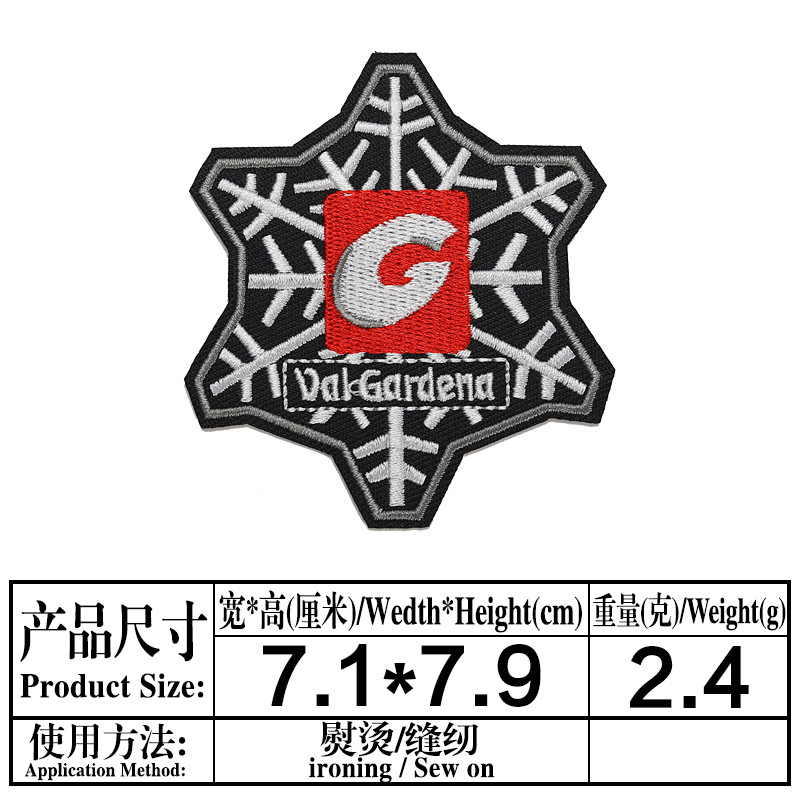 G
Val-Gardena
产品尺寸
Product Size:
宽*高(厘米)/Wedth*Height(cm)
重量(克)/Weight(g)
7.1*7.9
2.4
使用方法:
Application Method:
熨烫/缝纫
ironing / Sew on